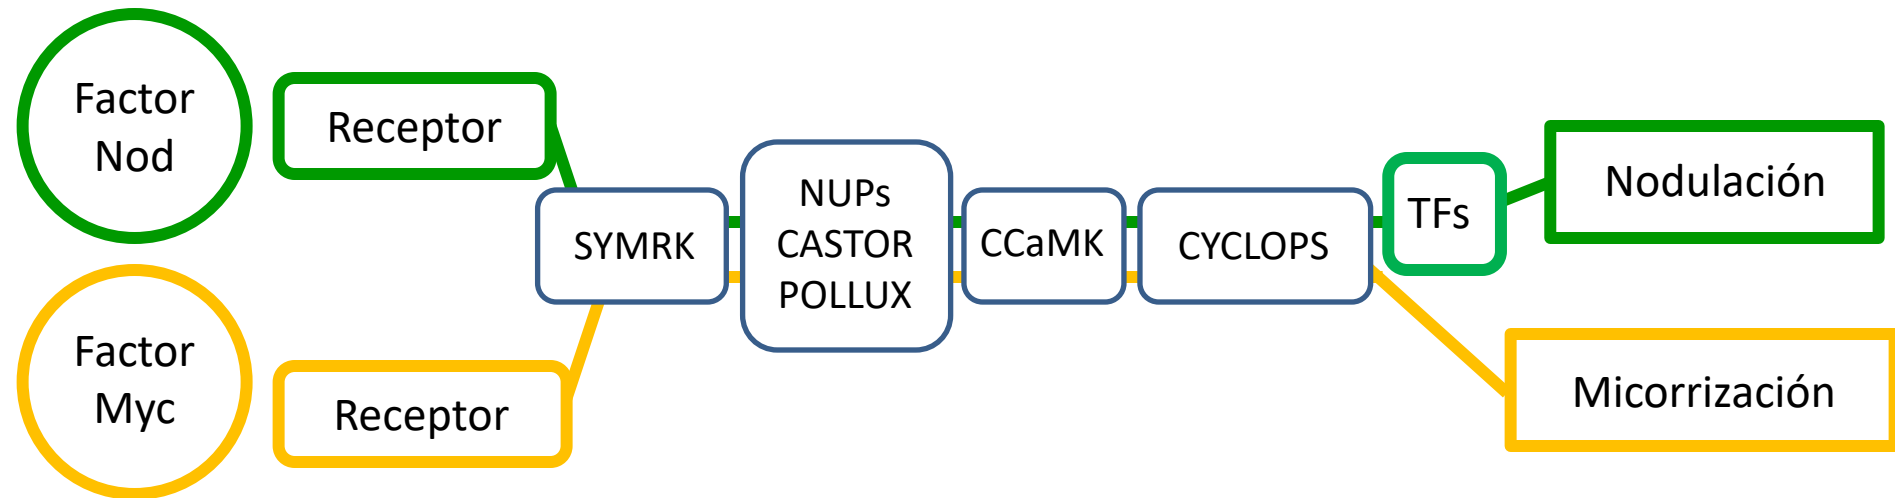 Factor
Nod
Receptor
Factor
Myc
Receptor
SYMRK
NUPs
CASTOR
POLLUX
CCaMK
CYCLOPS
TFs
Nodulación
Micorrización